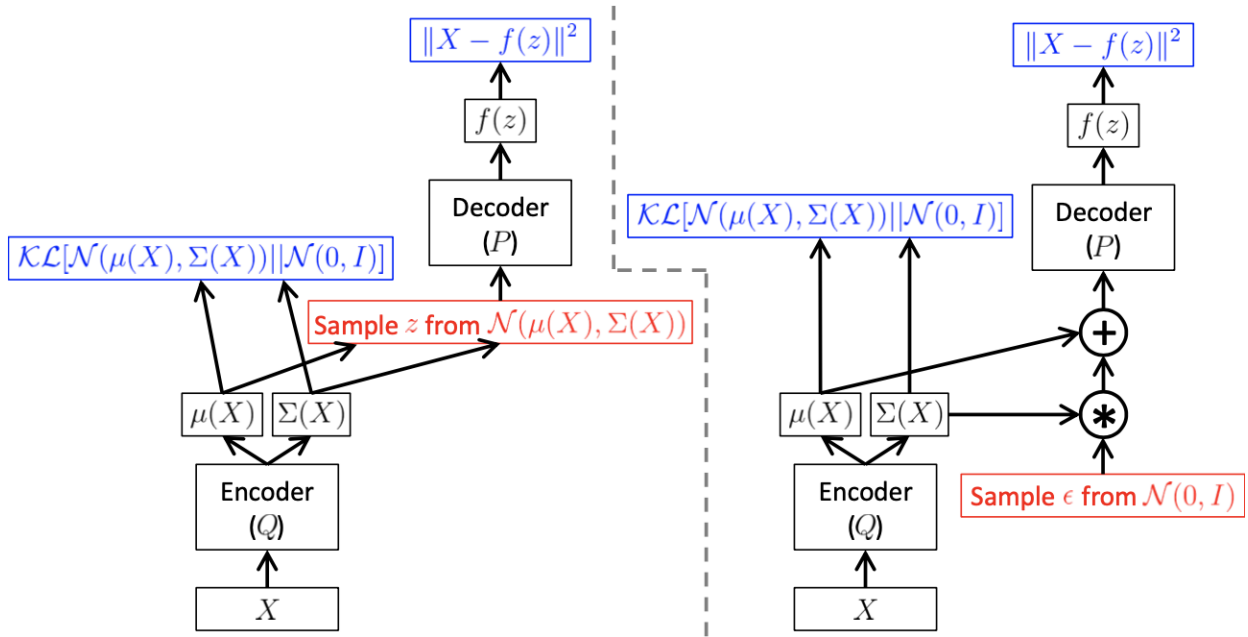 ‖X − f(z)‖²
f(z)
Decoder
(P)
𝒦ℒ[𝒩(μ(X), Σ(X))||𝒩(0, I)]
Sample z from 𝒩(μ(X), Σ(X))
μ(X)
Σ(X)
Encoder
(Q)
X
‖X − f(z)‖²
f(z)
Decoder
(P)
𝒦ℒ[𝒩(μ(X), Σ(X))||𝒩(0, I)]
+
μ(X)
Σ(X)
*
Encoder
(Q)
Sample ϵ from 𝒩(0, I)
X